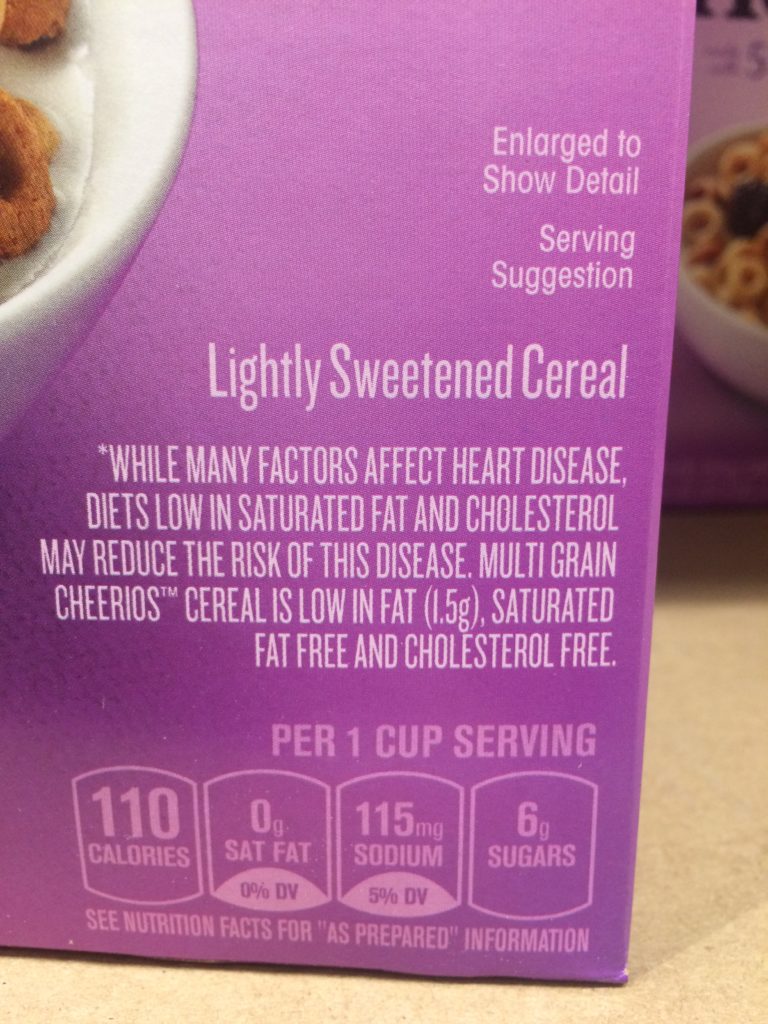 Enlarged to
Show Detail
Serving
Suggestion
Lightly Sweetened Cereal
*WHILE MANY FACTORS AFFECT HEART DISEASE,
DIETS LOW IN SATURATED FAT AND CHOLESTEROL
MAY REDUCE THE RISK OF THIS DISEASE. MULTI GRAIN
CHEERIOS™ CEREAL IS LOW IN FAT (1.5g), SATURATED
FAT FREE AND CHOLESTEROL FREE.
PER 1 CUP SERVING
110 0g 115mg 6g
CALORIES SAT FAT SODIUM SUGARS
0% DV 5% DV
SEE NUTRITION FACTS FOR "AS PREPARED" INFORMATION